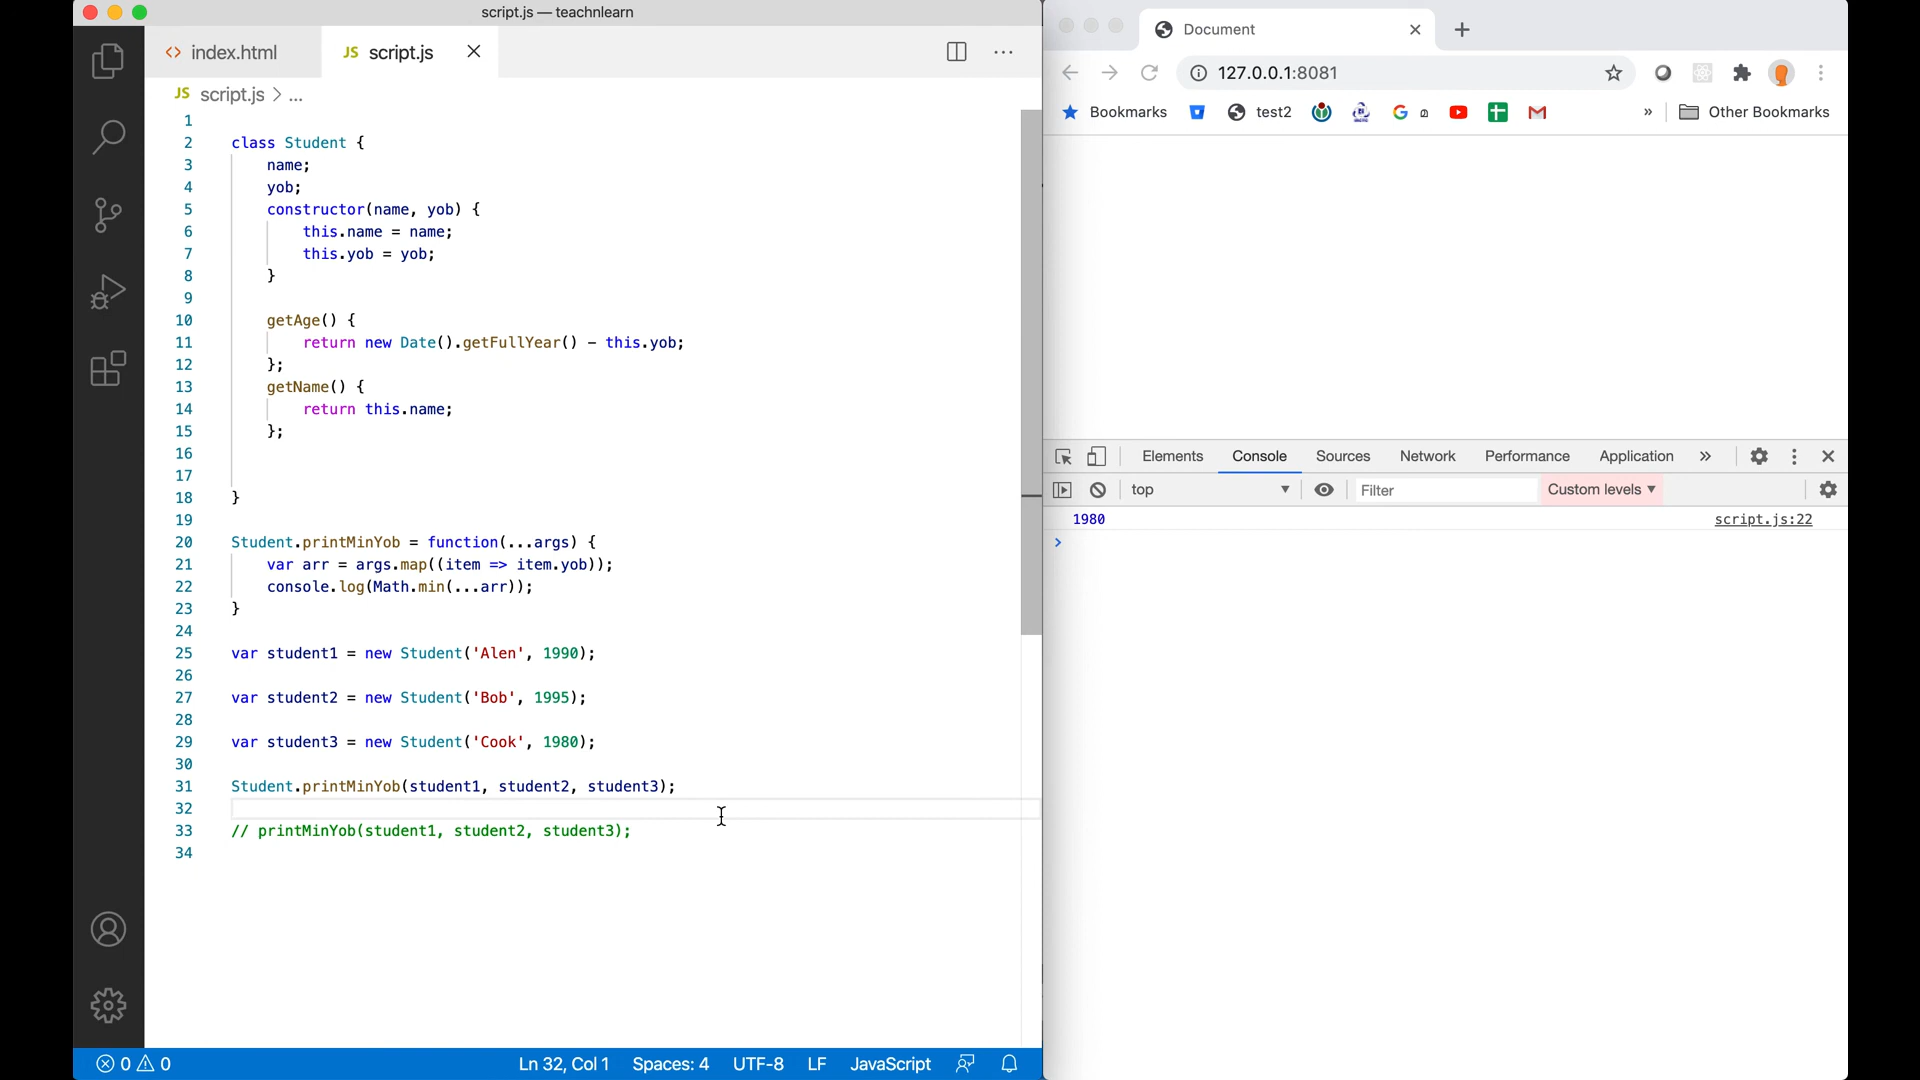 script.js — teachnlearn
index.html
JS script.js
JS script.js > ...
1
2 class Student {
3 name;
4 yob;
5 constructor(name, yob) {
6 this.name = name;
7 this.yob = yob;
8 }
9
10 getAge() {
11 return new Date().getFullYear() - this.yob;
12 };
13 getName() {
14 return this.name;
15 };
16
17
18 }
19
20 Student.printMinYob = function(...args) {
21 var arr = args.map((item => item.yob));
22 console.log(Math.min(...arr));
23 }
24
25 var student1 = new Student('Alen', 1990);
26
27 var student2 = new Student('Bob', 1995);
28
29 var student3 = new Student('Cook', 1980);
30
31 Student.printMinYob(student1, student2, student3);
32
33 // printMinYob(student1, student2, student3);
34
0 0 Ln 32, Col 1 Spaces: 4 UTF-8 LF JavaScript
Document
127.0.0.1:8081
Bookmarks test2 » Other Bookmarks
Elements Console Sources Network Performance Application »
top Filter Custom levels
1980 script.js:22